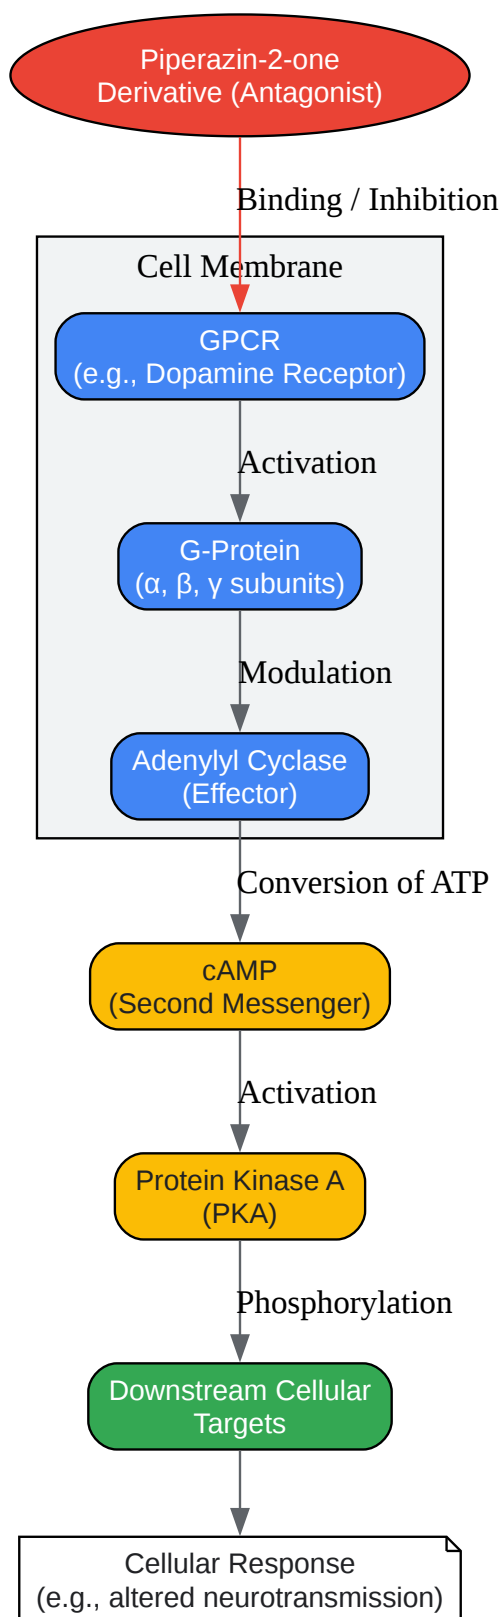 Piperazin-2-one
Derivative (Antagonist)
Binding / Inhibition
Cell Membrane
GPCR
(e.g., Dopamine Receptor)
Activation
G-Protein
(α, β, γ subunits)
Modulation
Adenylyl Cyclase
(Effector)
Conversion of ATP
cAMP
(Second Messenger)
Activation
Protein Kinase A
(PKA)
Phosphorylation
Downstream Cellular
Targets
Cellular Response
(e.g., altered neurotransmission)